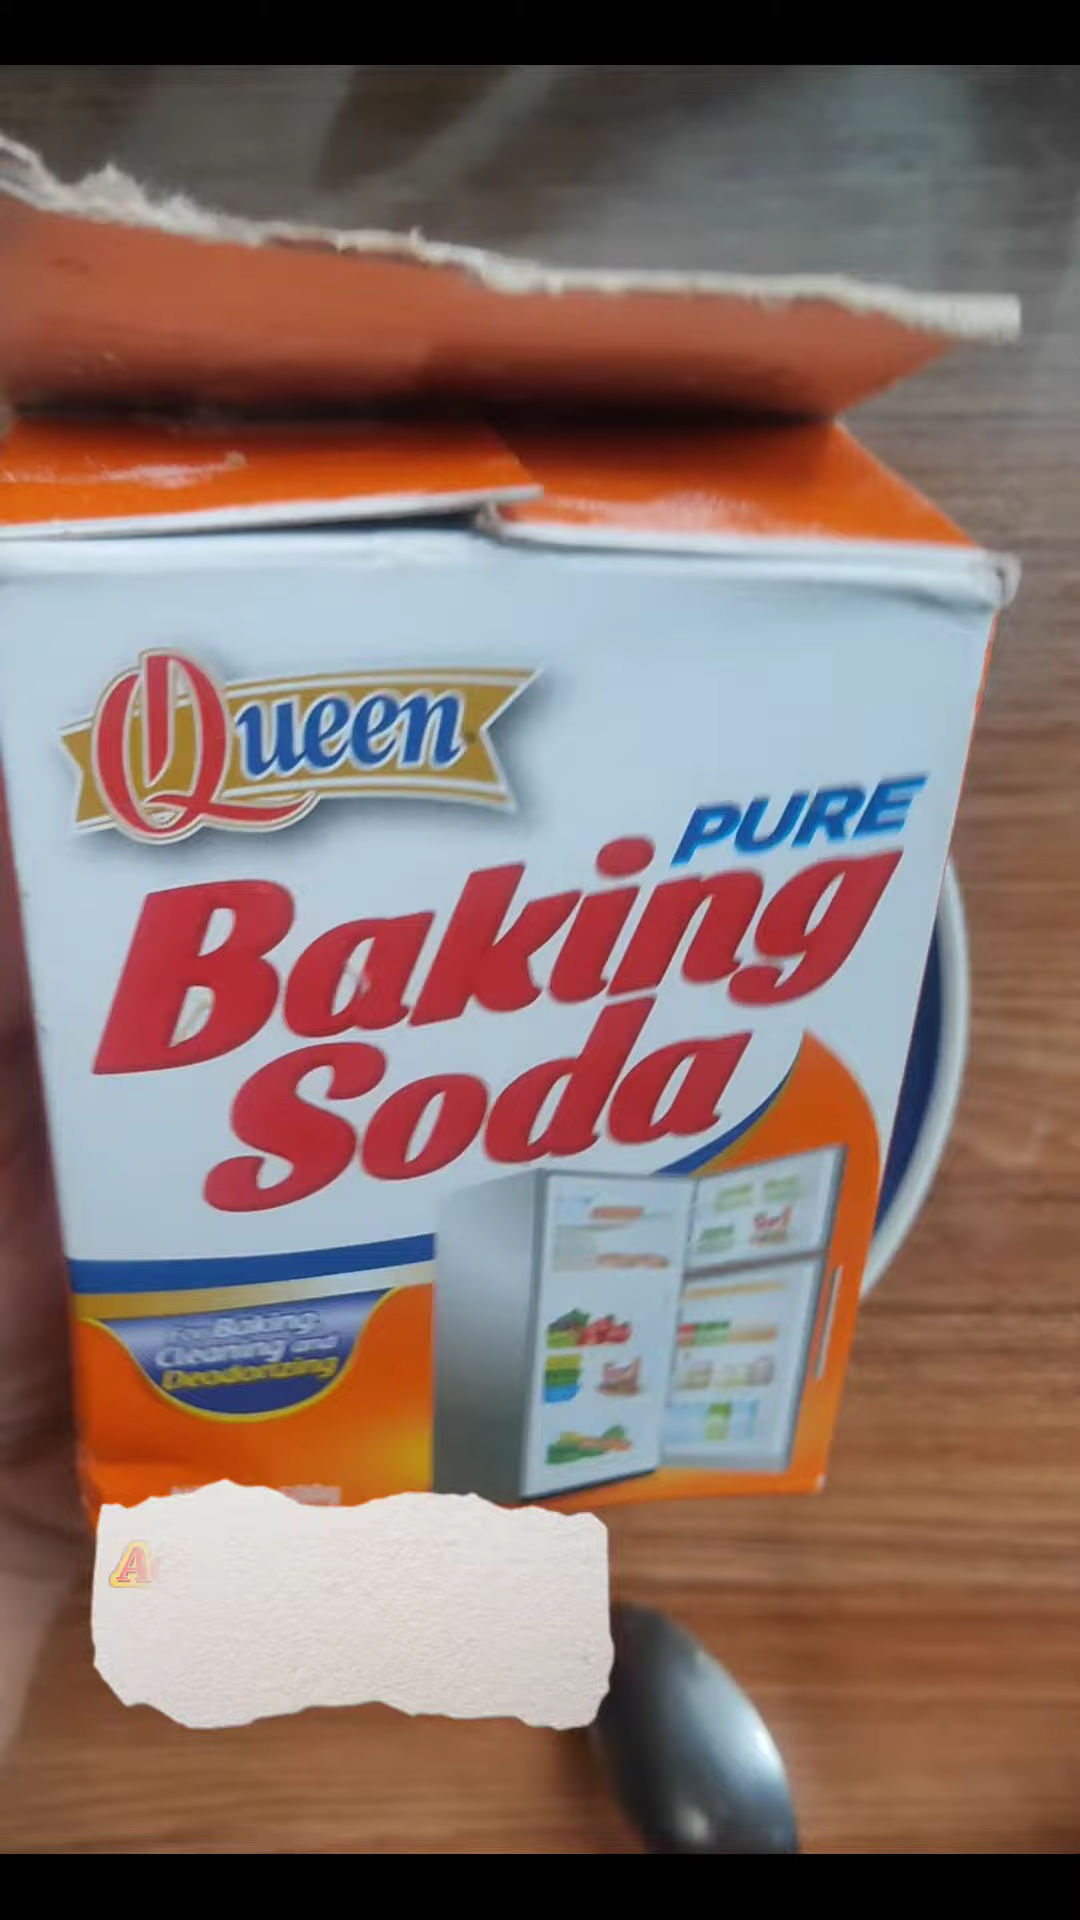 Queen
PURE
Baking
Soda
For Baking,
Cleaning and
Deodorizing
A